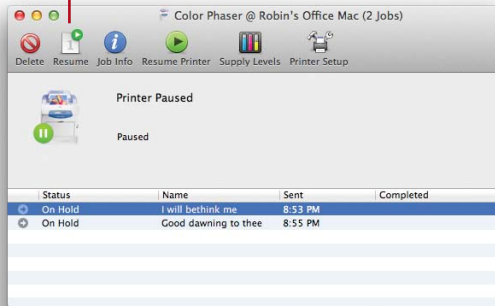 Color Phaser @ Robin's Office Mac (2 Jobs)
Delete Resume Job Info Resume Printer Supply Levels Printer Setup
Printer Paused
Paused
Status Name Sent Completed
On Hold I will bethink me 8:53 PM
On Hold Good dawning to thee 8:55 PM